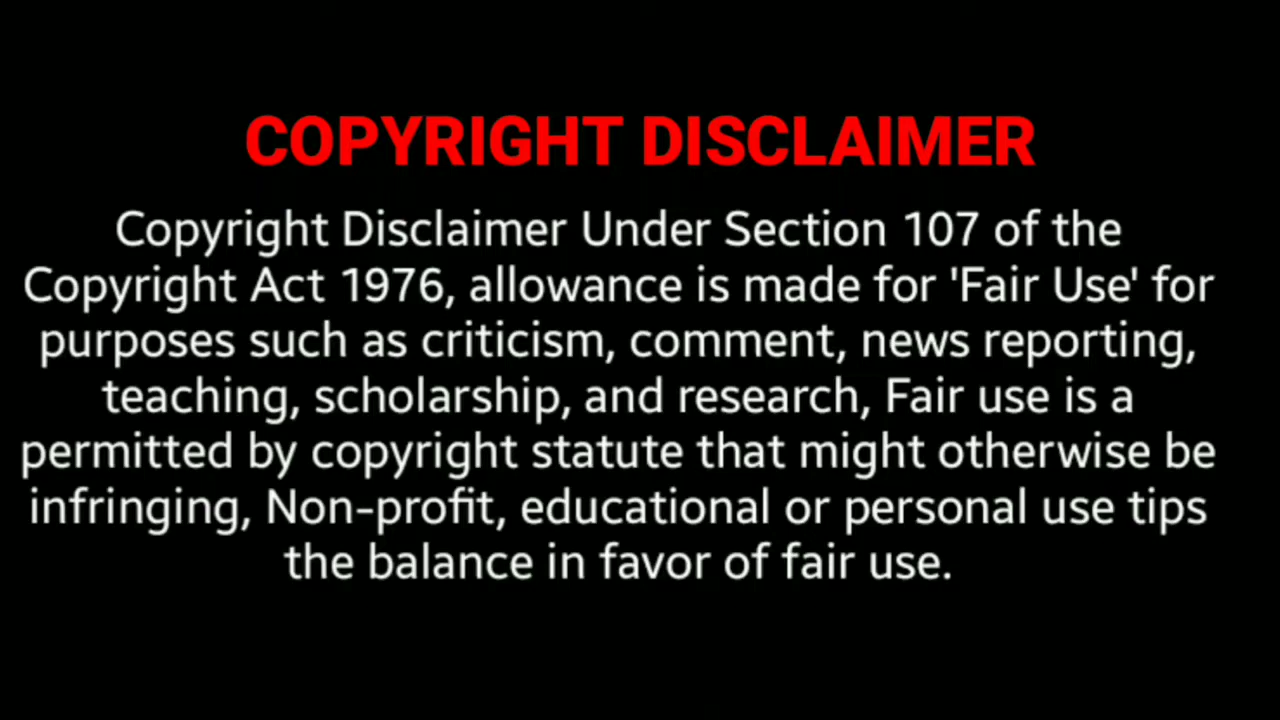 COPYRIGHT DISCLAIMER
Copyright Disclaimer Under Section 107 of the
Copyright Act 1976, allowance is made for 'Fair Use' for
purposes such as criticism, comment, news reporting,
teaching, scholarship, and research, Fair use is a
permitted by copyright statute that might otherwise be
infringing, Non-profit, educational or personal use tips
the balance in favor of fair use.